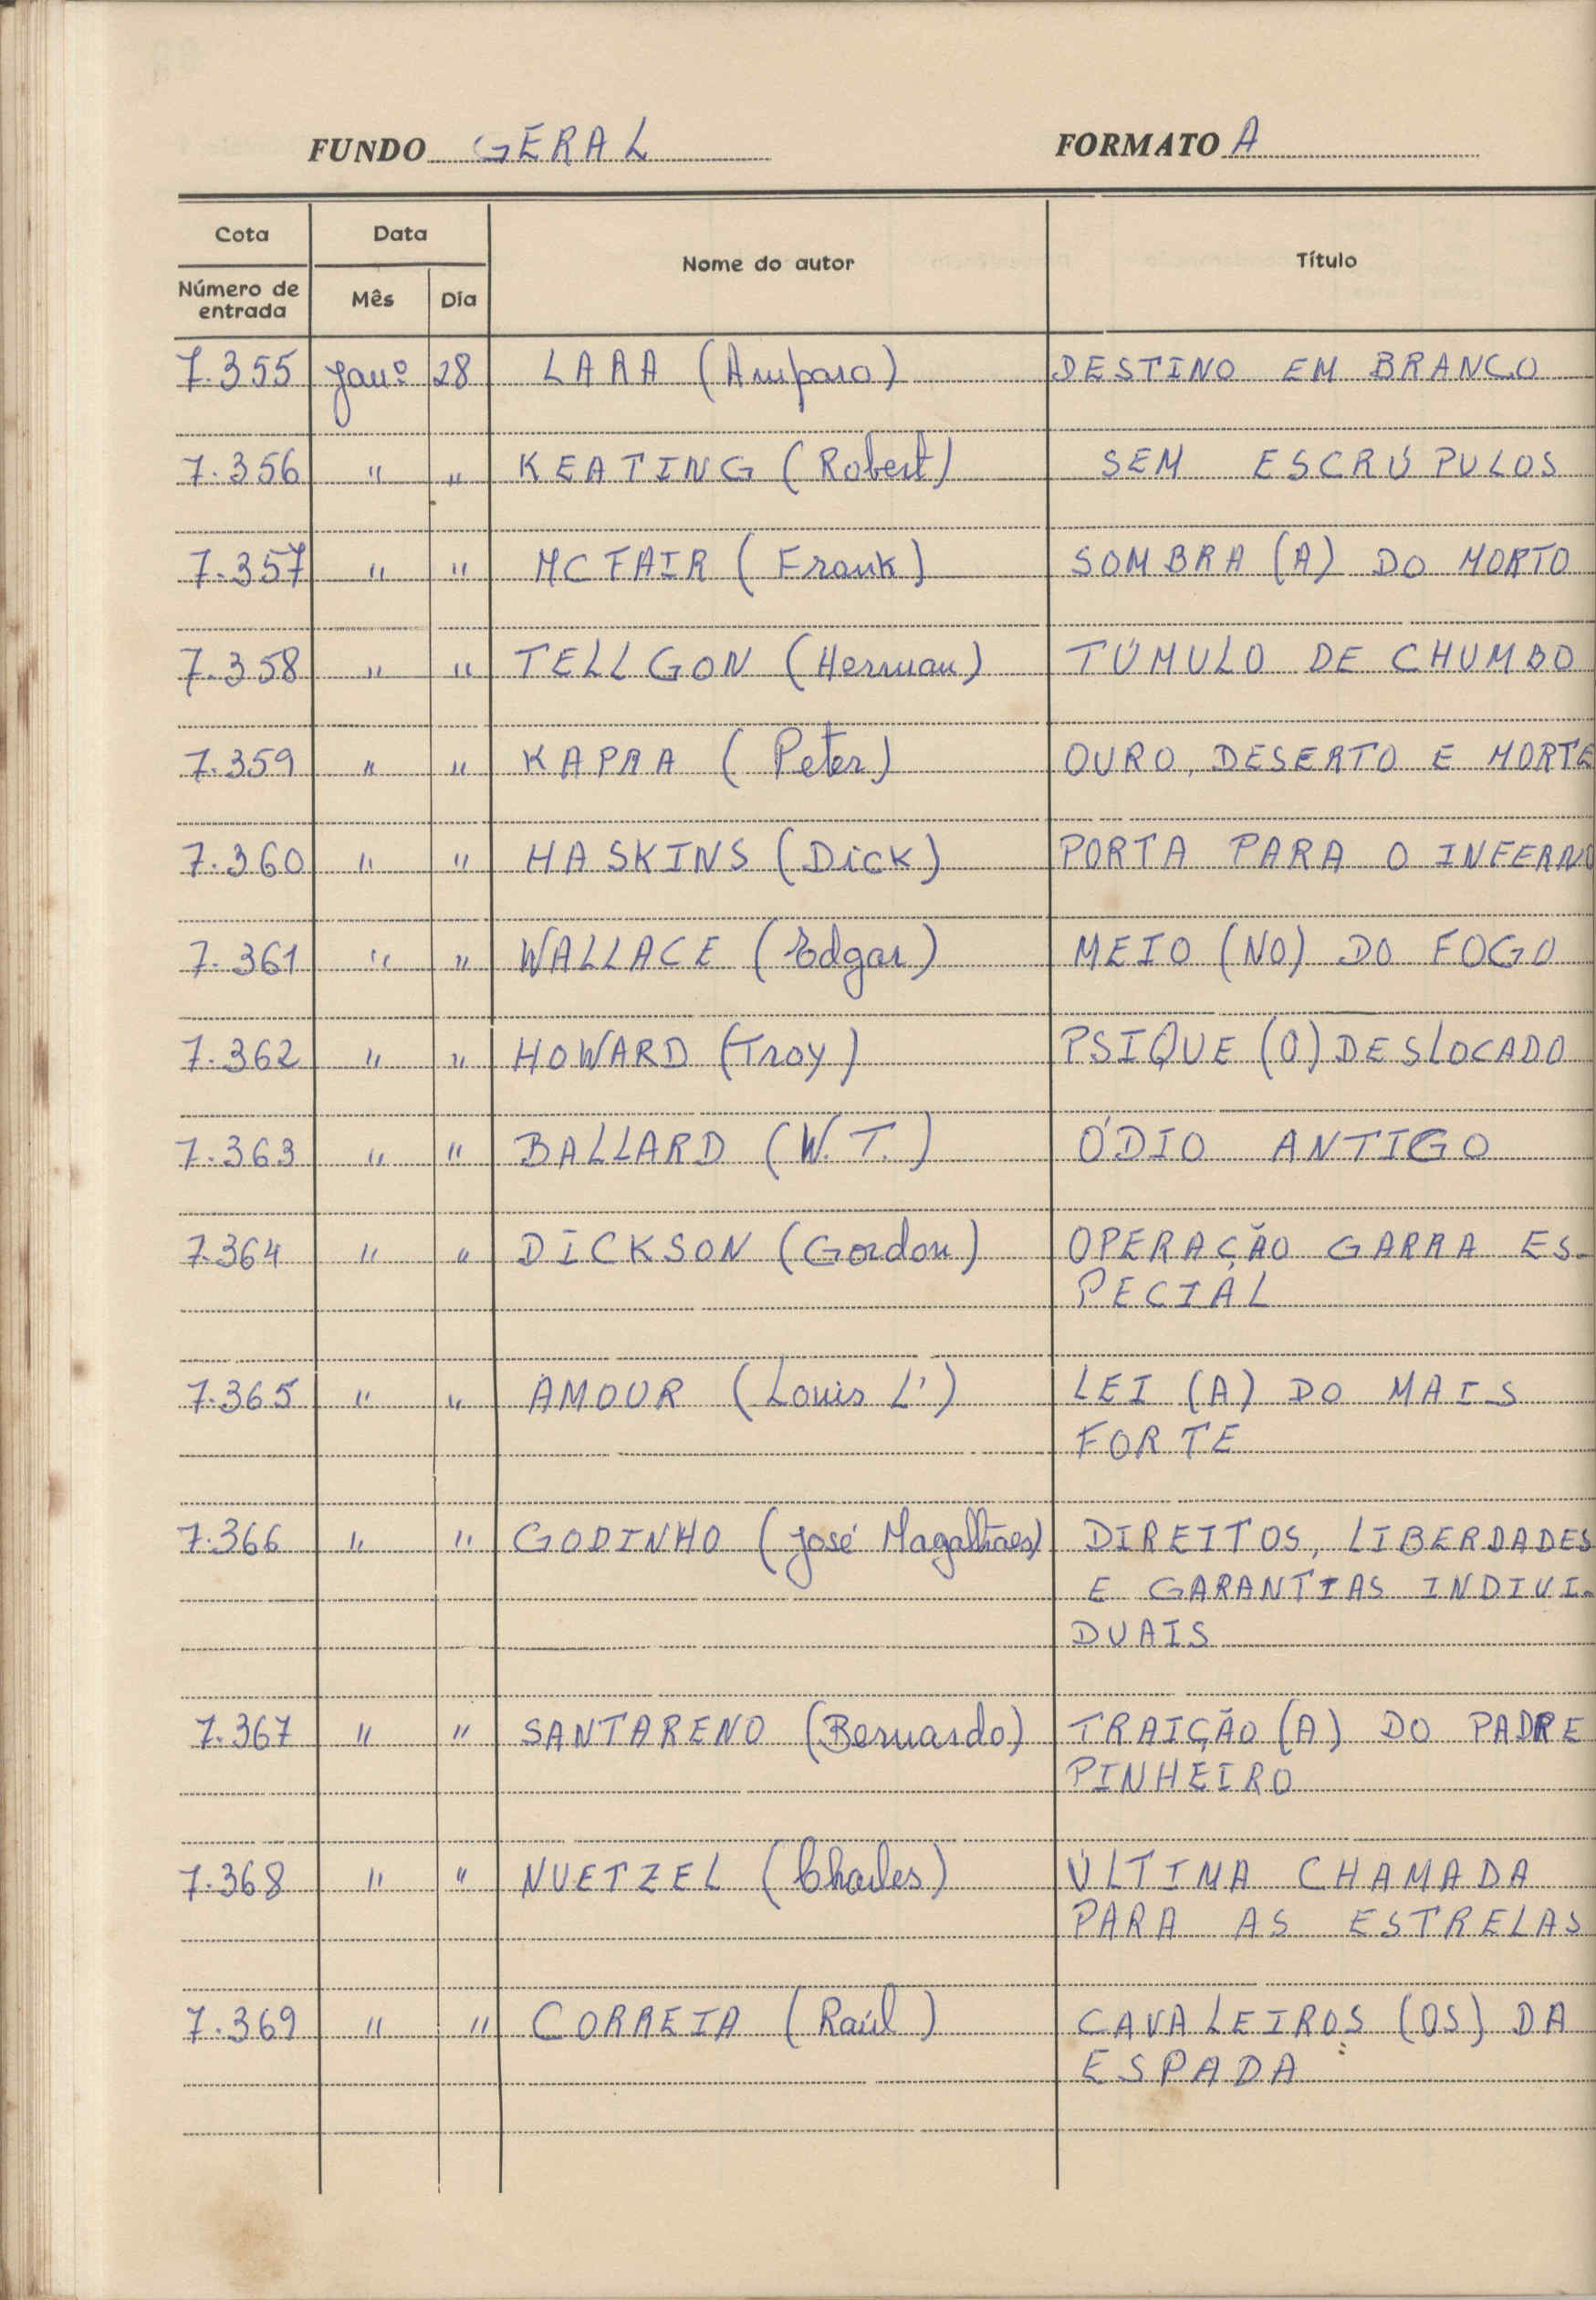 FUNDO GERAL FORMATO A
Cota Data Nome do autor Título
Número de entrada Mês Dia
7.355 Janº 28 LARA (Amparo) DESTINO EM BRANCO
7.356 " " KEATING (Robert) SEM ESCRÚPULOS
7.357 " " MCFAIR (Frank) SOMBRA (A) DO MORTO
7.358 " " TELLGON (Herman) TÚMULO DE CHUMBO
7.359 " " KAPRA (Peter) OURO, DESERTO E MORTE
7.360 " " HASKINS (Dick) PORTA PARA O INFERNO
7.361 " " WALLACE (Edgar) MEIO (NO) DO FOGO
7.362 " " HOWARD (Troy) PSIQUE (O) DESLOCADO
7.363 " " BALLARD (W. T.) ÓDIO ANTIGO
7.364 " " DICKSON (Gordon) OPERAÇÃO GARRA ES-
PECIAL
7.365 " " AMOUR (Louis L') LEI (A) DO MAIS
FORTE
7.366 " " GODINHO (José Magalhães) DIREITOS, LIBERDADES
E GARANTIAS INDIVI-
DUAIS
7.367 " " SANTARENO (Bernardo) TRAIÇÃO (A) DO PADRE
PINHEIRO
7.368 " " NUETZEL (Charles) ÚLTIMA CHAMADA
PARA AS ESTRELAS
7.369 " " CORREIA (Raúl) CAVALEIROS (OS) DA
ESPADA